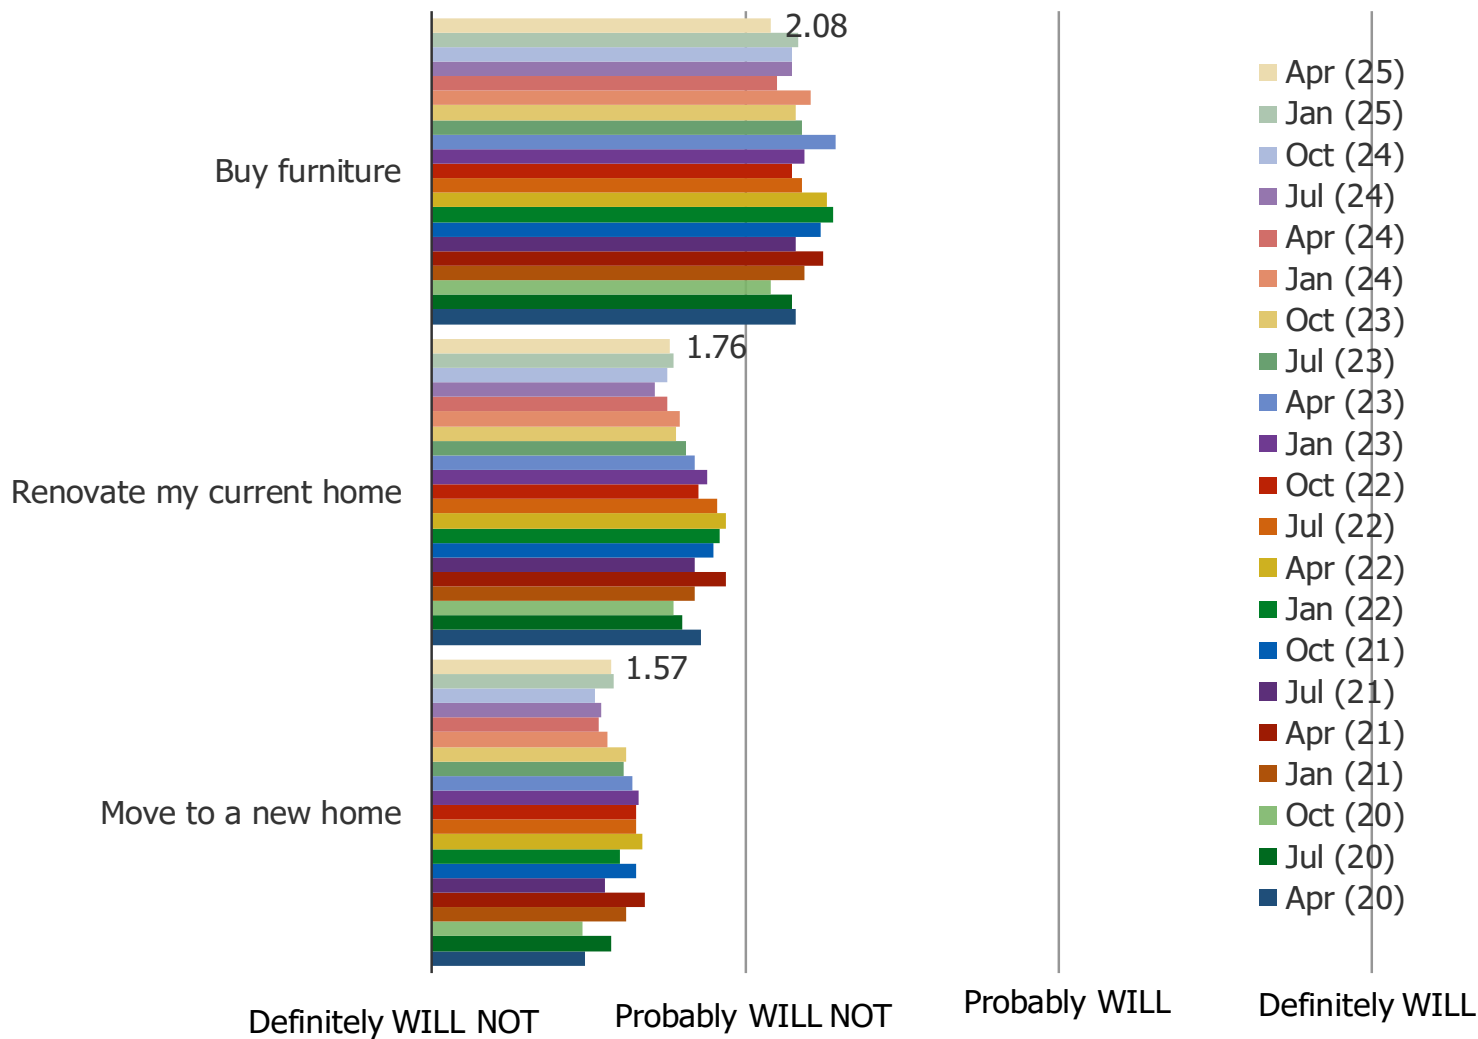 2.08
Buy furniture
1.76
Renovate my current home
1.57
Move to a new home
Apr (25)
Jan (25)
Oct (24)
Jul (24)
Apr (24)
Jan (24)
Oct (23)
Jul (23)
Apr (23)
Jan (23)
Oct (22)
Jul (22)
Apr (22)
Jan (22)
Oct (21)
Jul (21)
Apr (21)
Jan (21)
Oct (20)
Jul (20)
Apr (20)
Definitely WILL NOT
Probably WILL NOT
Probably WILL
Definitely WILL